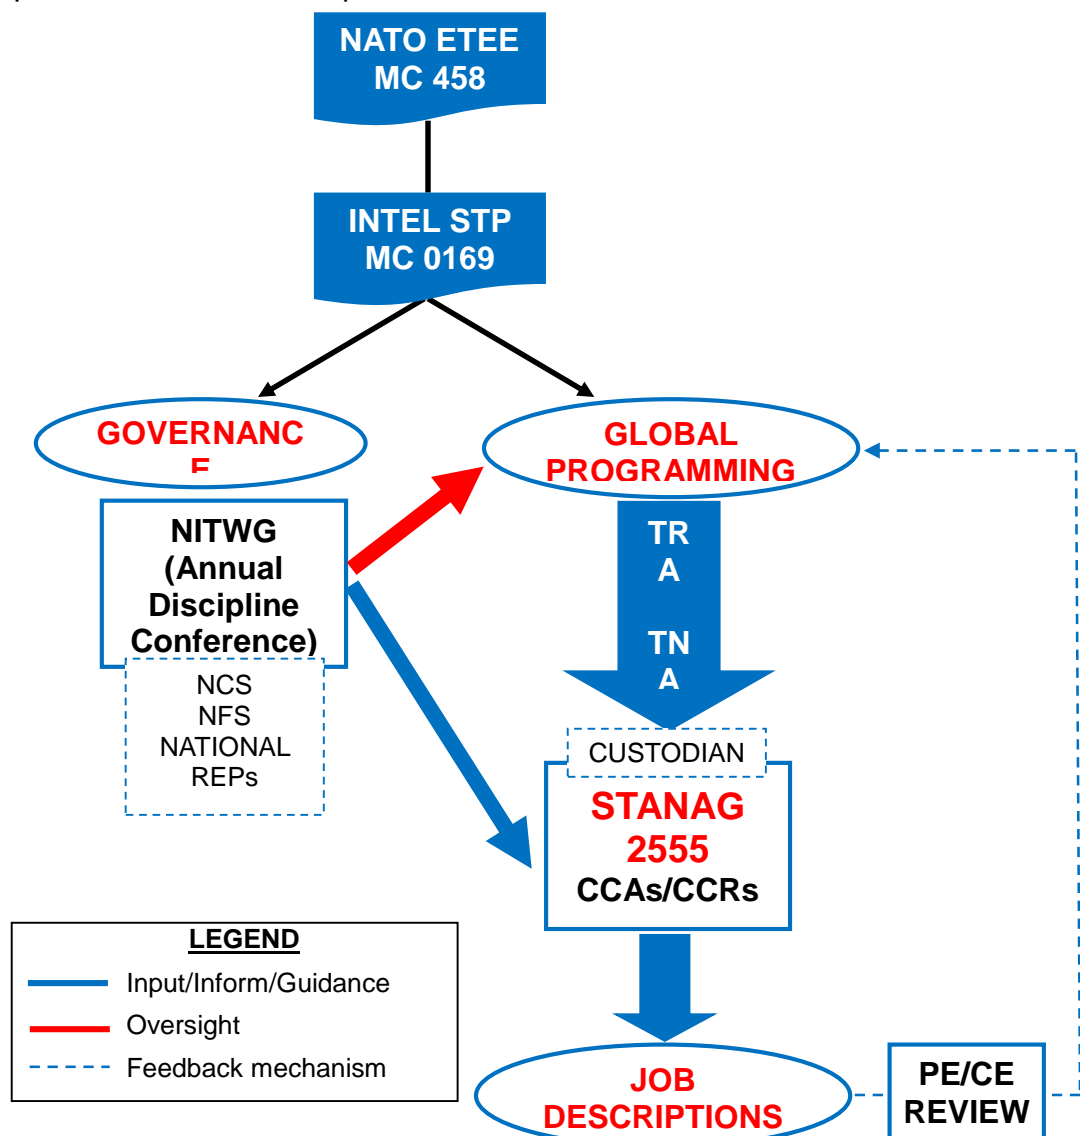 NATO ETEE
MC 458
INTEL STP
MC 0169
GOVERNANC
E
GLOBAL
PROGRAMMING
NITWG
(Annual
Discipline
Conference)
NCS
NFS
NATIONAL
REPs
TR
A
TN
A
CUSTODIAN
STANAG
2555
CCAs/CCRs
LEGEND
Input/Inform/Guidance
Oversight
Feedback mechanism
JOB
DESCRIPTIONS
PE/CE
REVIEW